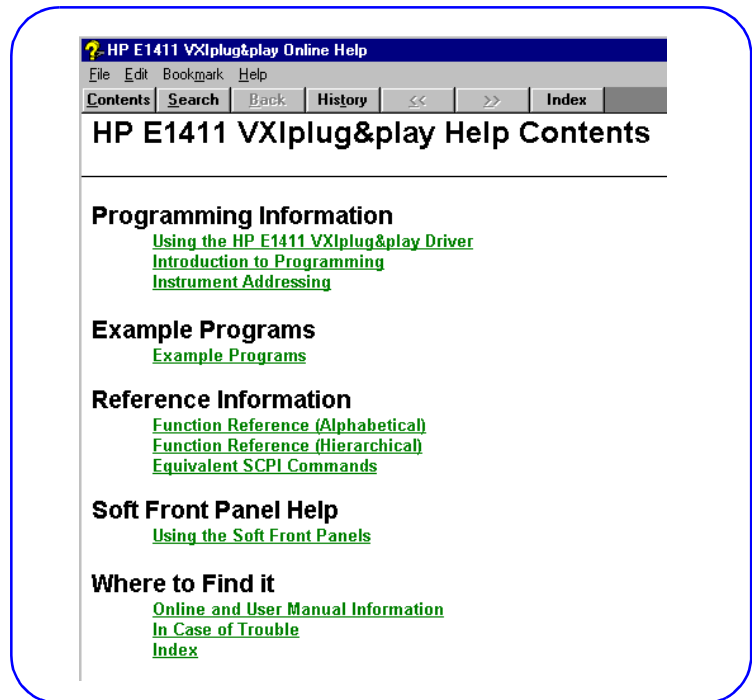 HP E1411 VXIplug&play Online Help
File Edit Bookmark Help
Contents Search Back History << >> Index
HP E1411 VXIplug&play Help Contents
Programming Information
Using the HP E1411 VXIplug&play Driver
Introduction to Programming
Instrument Addressing
Example Programs
Example Programs
Reference Information
Function Reference (Alphabetical)
Function Reference (Hierarchical)
Equivalent SCPI Commands
Soft Front Panel Help
Using the Soft Front Panels
Where to Find it
Online and User Manual Information
In Case of Trouble
Index